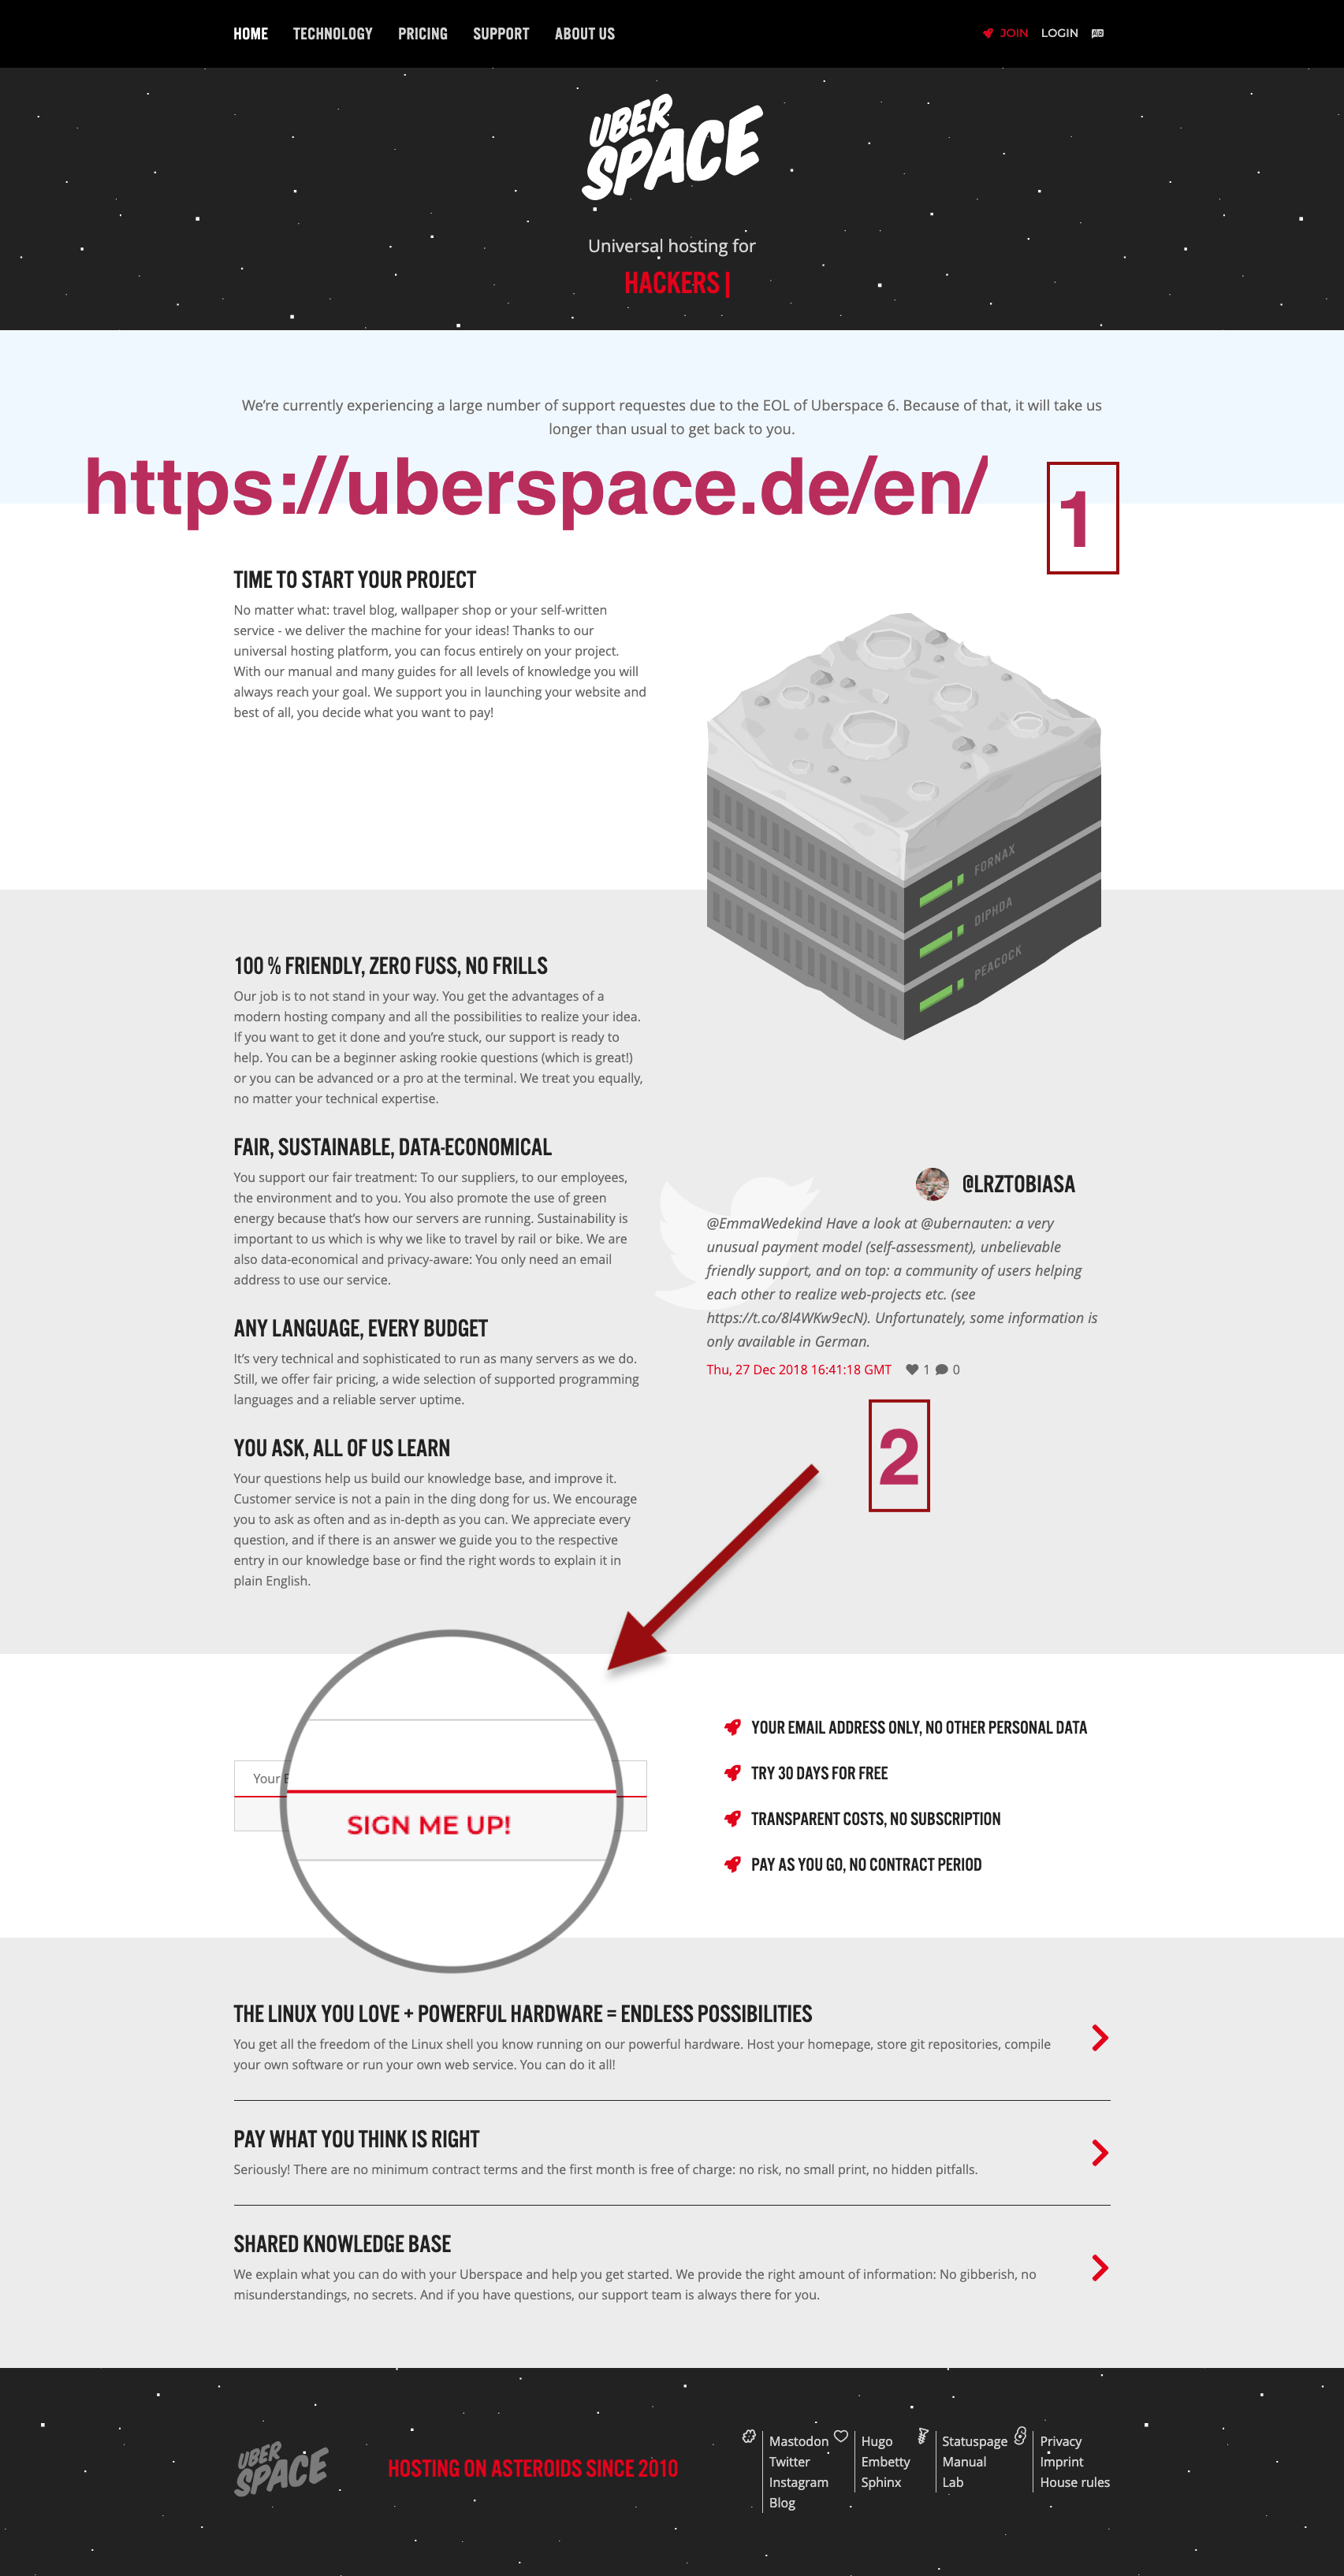 HOME TECHNOLOGY PRICING SUPPORT ABOUT US JOIN LOGIN
UBER
SPACE
Universal hosting for
HACKERS|
We're currently experiencing a large number of support requestes due to the EOL of Uberspace 6. Because of that, it will take us
longer than usual to get back to you.
https://uberspace.de/en/
1
TIME TO START YOUR PROJECT
No matter what: travel blog, wallpaper shop or your self-written
service - we deliver the machine for your ideas! Thanks to our
universal hosting platform, you can focus entirely on your project.
With our manual and many guides for all levels of knowledge you will
always reach your goal. We support you in launching your website and
best of all, you decide what you want to pay!
FORNAX
DIPHDA
PEACOCK
100 % FRIENDLY, ZERO FUSS, NO FRILLS
Our job is to not stand in your way. You get the advantages of a
modern hosting company and all the possibilities to realize your idea.
If you want to get it done and you're stuck, our support is ready to
help. You can be a beginner asking rookie questions (which is great!)
or you can be advanced or a pro at the terminal. We treat you equally,
no matter your technical expertise.
FAIR, SUSTAINABLE, DATA-ECONOMICAL
You support our fair treatment: To our suppliers, to our employees,
the environment and to you. You also promote the use of green
energy because that's how our servers are running. Sustainability is
important to us which is why we like to travel by rail or bike. We are
also data-economical and privacy-aware: You only need an email
address to use our service.
ANY LANGUAGE, EVERY BUDGET
It's very technical and sophisticated to run as many servers as we do.
Still, we offer fair pricing, a wide selection of supported programming
languages and a reliable server uptime.
YOU ASK, ALL OF US LEARN
Your questions help us build our knowledge base, and improve it.
Customer service is not a pain in the ding dong for us. We encourage
you to ask as often and as in-depth as you can. We appreciate every
question, and if there is an answer we guide you to the respective
entry in our knowledge base or find the right words to explain it in
plain English.
@LRZTOBIASA
@EmmaWedekind Have a look at @ubernauten: a very
unusual payment model (self-assessment), unbelievable
friendly support, and on top: a community of users helping
each other to realize web-projects etc. (see
https://t.co/8l4WKw9ecN). Unfortunately, some information is
only available in German.
Thu, 27 Dec 2018 16:41:18 GMT 1 0
2
Your E
SIGN ME UP!
YOUR EMAIL ADDRESS ONLY, NO OTHER PERSONAL DATA
TRY 30 DAYS FOR FREE
TRANSPARENT COSTS, NO SUBSCRIPTION
PAY AS YOU GO, NO CONTRACT PERIOD
THE LINUX YOU LOVE + POWERFUL HARDWARE = ENDLESS POSSIBILITIES
You get all the freedom of the Linux shell you know running on our powerful hardware. Host your homepage, store git repositories, compile
your own software or run your own web service. You can do it all!
PAY WHAT YOU THINK IS RIGHT
Seriously! There are no minimum contract terms and the first month is free of charge: no risk, no small print, no hidden pitfalls.
SHARED KNOWLEDGE BASE
We explain what you can do with your Uberspace and help you get started. We provide the right amount of information: No gibberish, no
misunderstandings, no secrets. And if you have questions, our support team is always there for you.
UBER
SPACE
HOSTING ON ASTEROIDS SINCE 2010
Mastodon
Twitter
Instagram
Blog
Hugo
Embetty
Sphinx
Statuspage
Manual
Lab
Privacy
Imprint
House rules